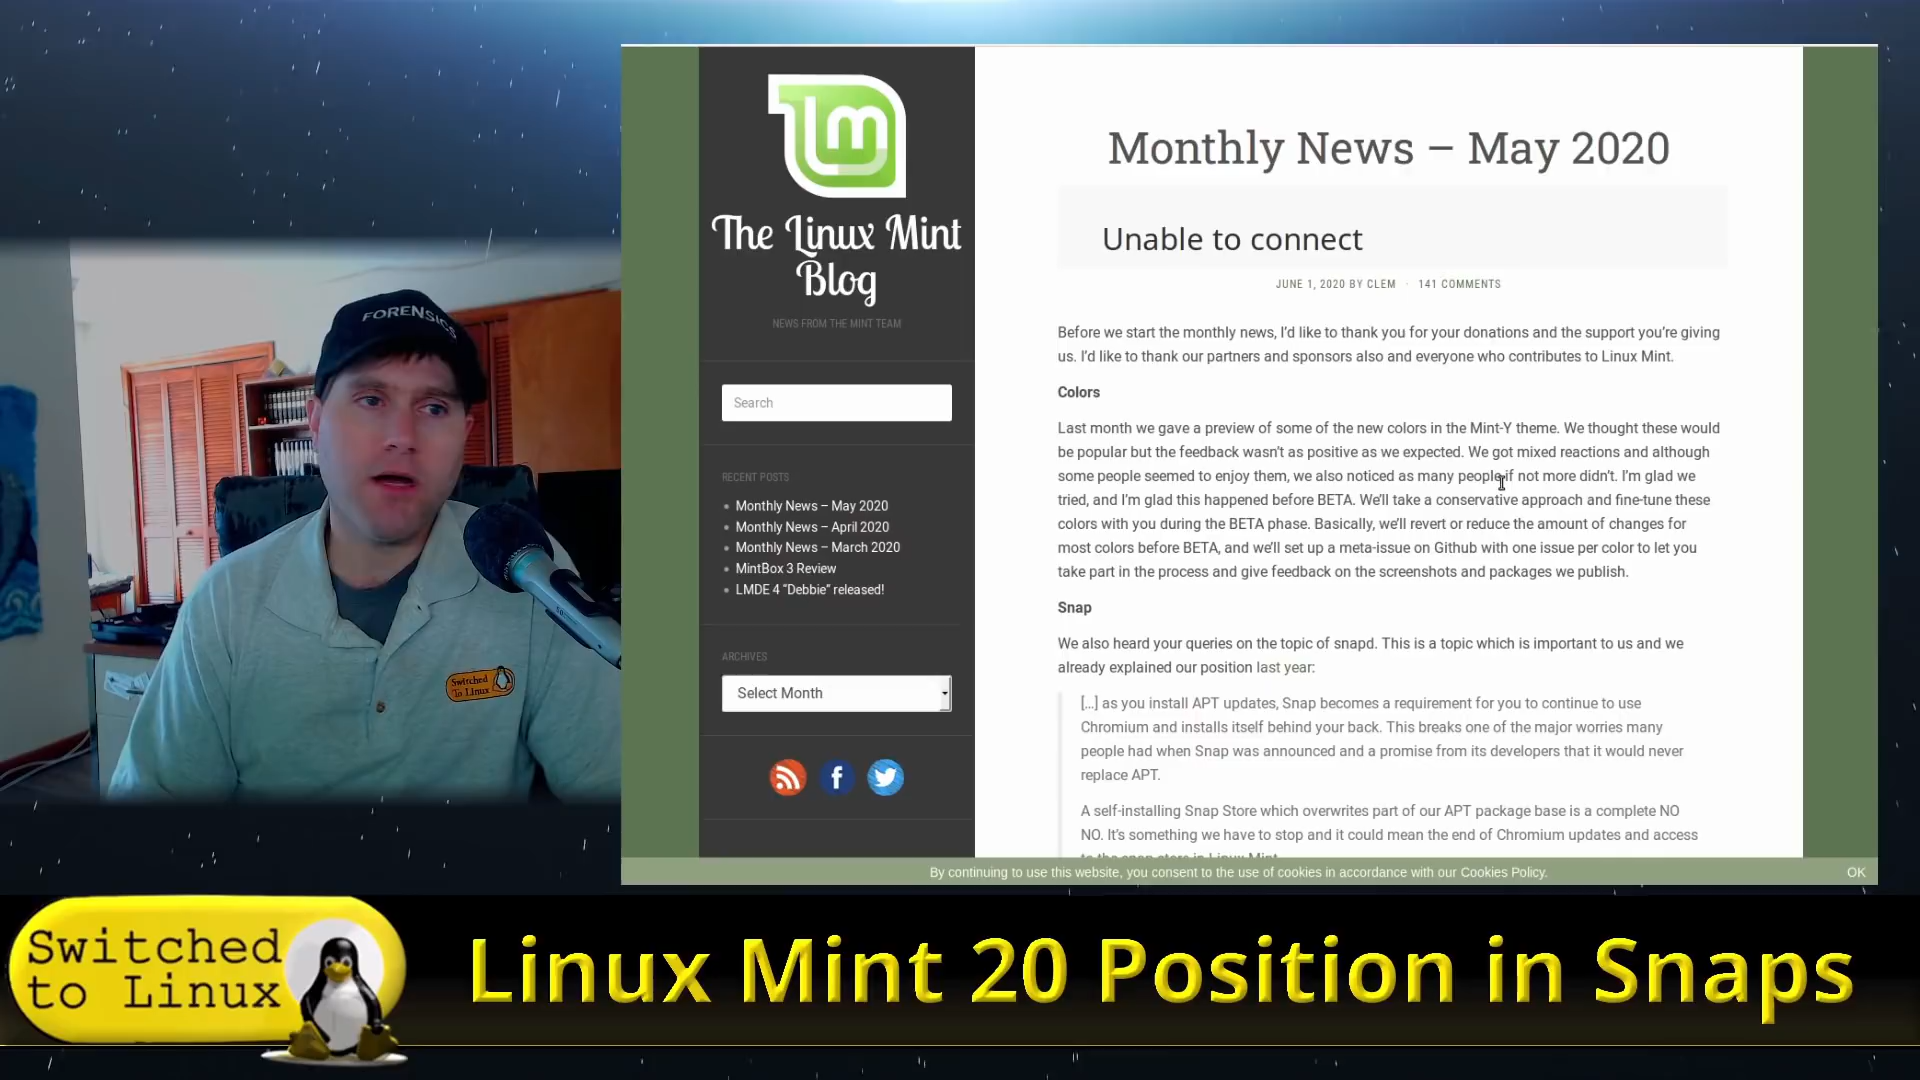 FORENSICS
Switched
To Linux
The Linux Mint
Blog
NEWS FROM THE MINT TEAM
Search
RECENT POSTS
Monthly News – May 2020
Monthly News – April 2020
Monthly News – March 2020
MintBox 3 Review
LMDE 4 “Debbie” released!
ARCHIVES
Select Month
Monthly News – May 2020
Unable to connect
JUNE 1, 2020 BY CLEM · 141 COMMENTS
Before we start the monthly news, I’d like to thank you for your donations and the support you’re giving
us. I’d like to thank our partners and sponsors also and everyone who contributes to Linux Mint.
Colors
Last month we gave a preview of some of the new colors in the Mint-Y theme. We thought these would
be popular but the feedback wasn’t as positive as we expected. We got mixed reactions and although
some people seemed to enjoy them, we also noticed as many people if not more didn’t. I’m glad we
tried, and I’m glad this happened before BETA. We’ll take a conservative approach and fine-tune these
colors with you during the BETA phase. Basically, we’ll revert or reduce the amount of changes for
most colors before BETA, and we’ll set up a meta-issue on Github with one issue per color to let you
take part in the process and give feedback on the screenshots and packages we publish.
Snap
We also heard your queries on the topic of snapd. This is a topic which is important to us and we
already explained our position last year:
[…] as you install APT updates, Snap becomes a requirement for you to continue to use
Chromium and installs itself behind your back. This breaks one of the major worries many
people had when Snap was announced and a promise from its developers that it would never
replace APT.
A self-installing Snap Store which overwrites part of our APT package base is a complete NO
NO. It’s something we have to stop and it could mean the end of Chromium updates and access
to the snap store in Linux Mint.
By continuing to use this website, you consent to the use of cookies in accordance with our Cookies Policy.
OK
Switched
to Linux
Linux Mint 20 Position in Snaps